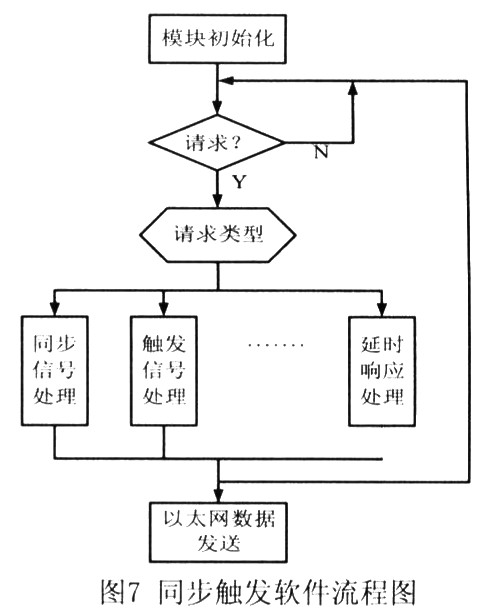 模块初始化
请求?
N
Y
请求类型
同步
信号
处理
触发
信号
处理
·······
延时
响应
处理
以太网数据
发送
图7 同步触发软件流程图